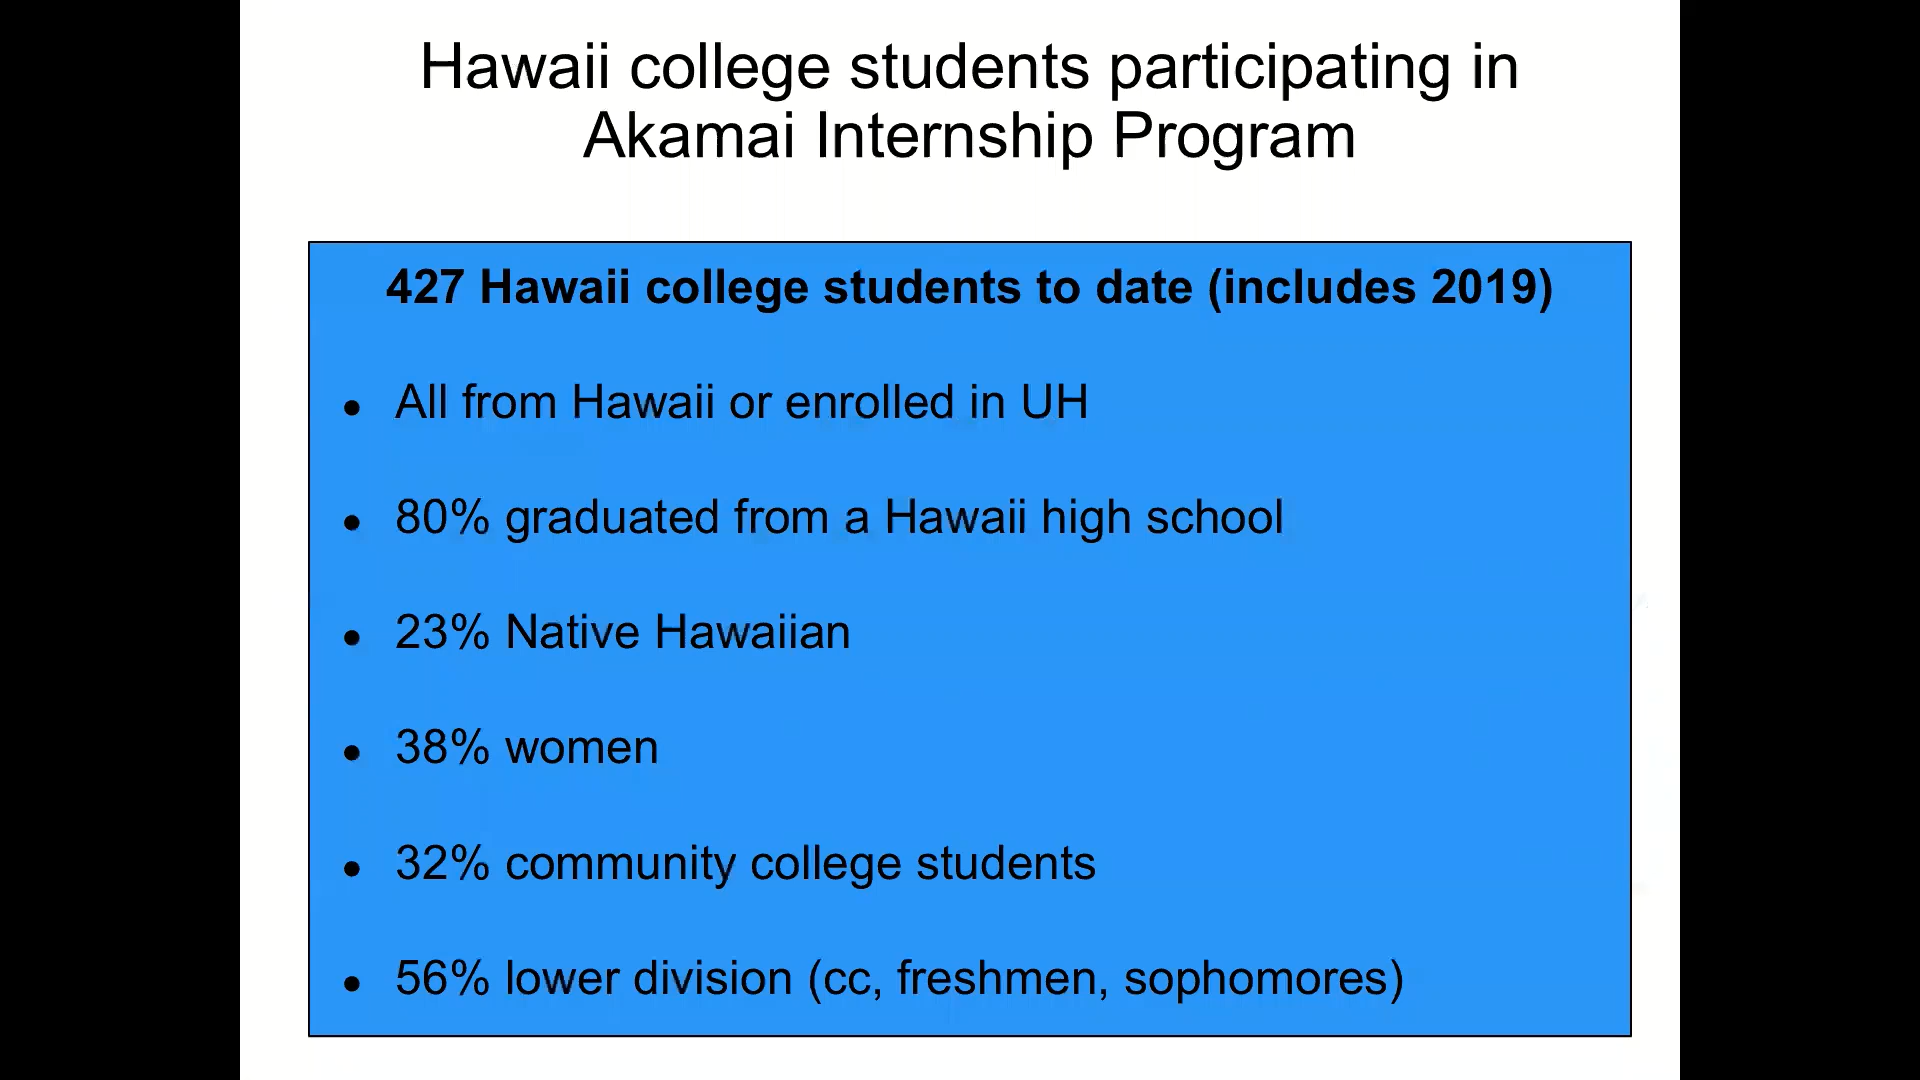 Hawaii college students participating in
Akamai Internship Program
427 Hawaii college students to date (includes 2019)
• All from Hawaii or enrolled in UH
• 80% graduated from a Hawaii high school
• 23% Native Hawaiian
• 38% women
• 32% community college students
• 56% lower division (cc, freshmen, sophomores)